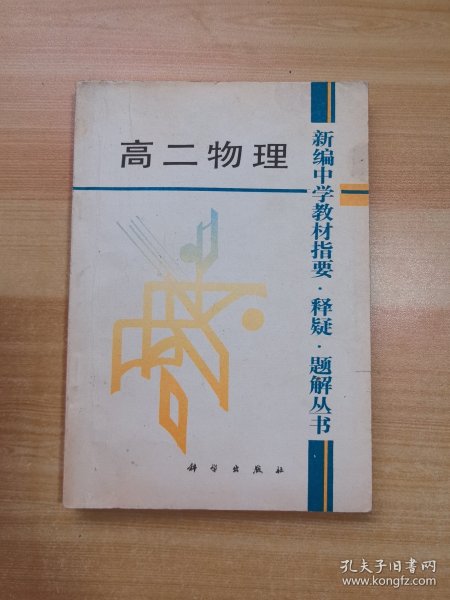 高二物理
新编中学教材指要·释疑·题解丛书
科学出版社
孔夫子旧书网
www.kongfz.com